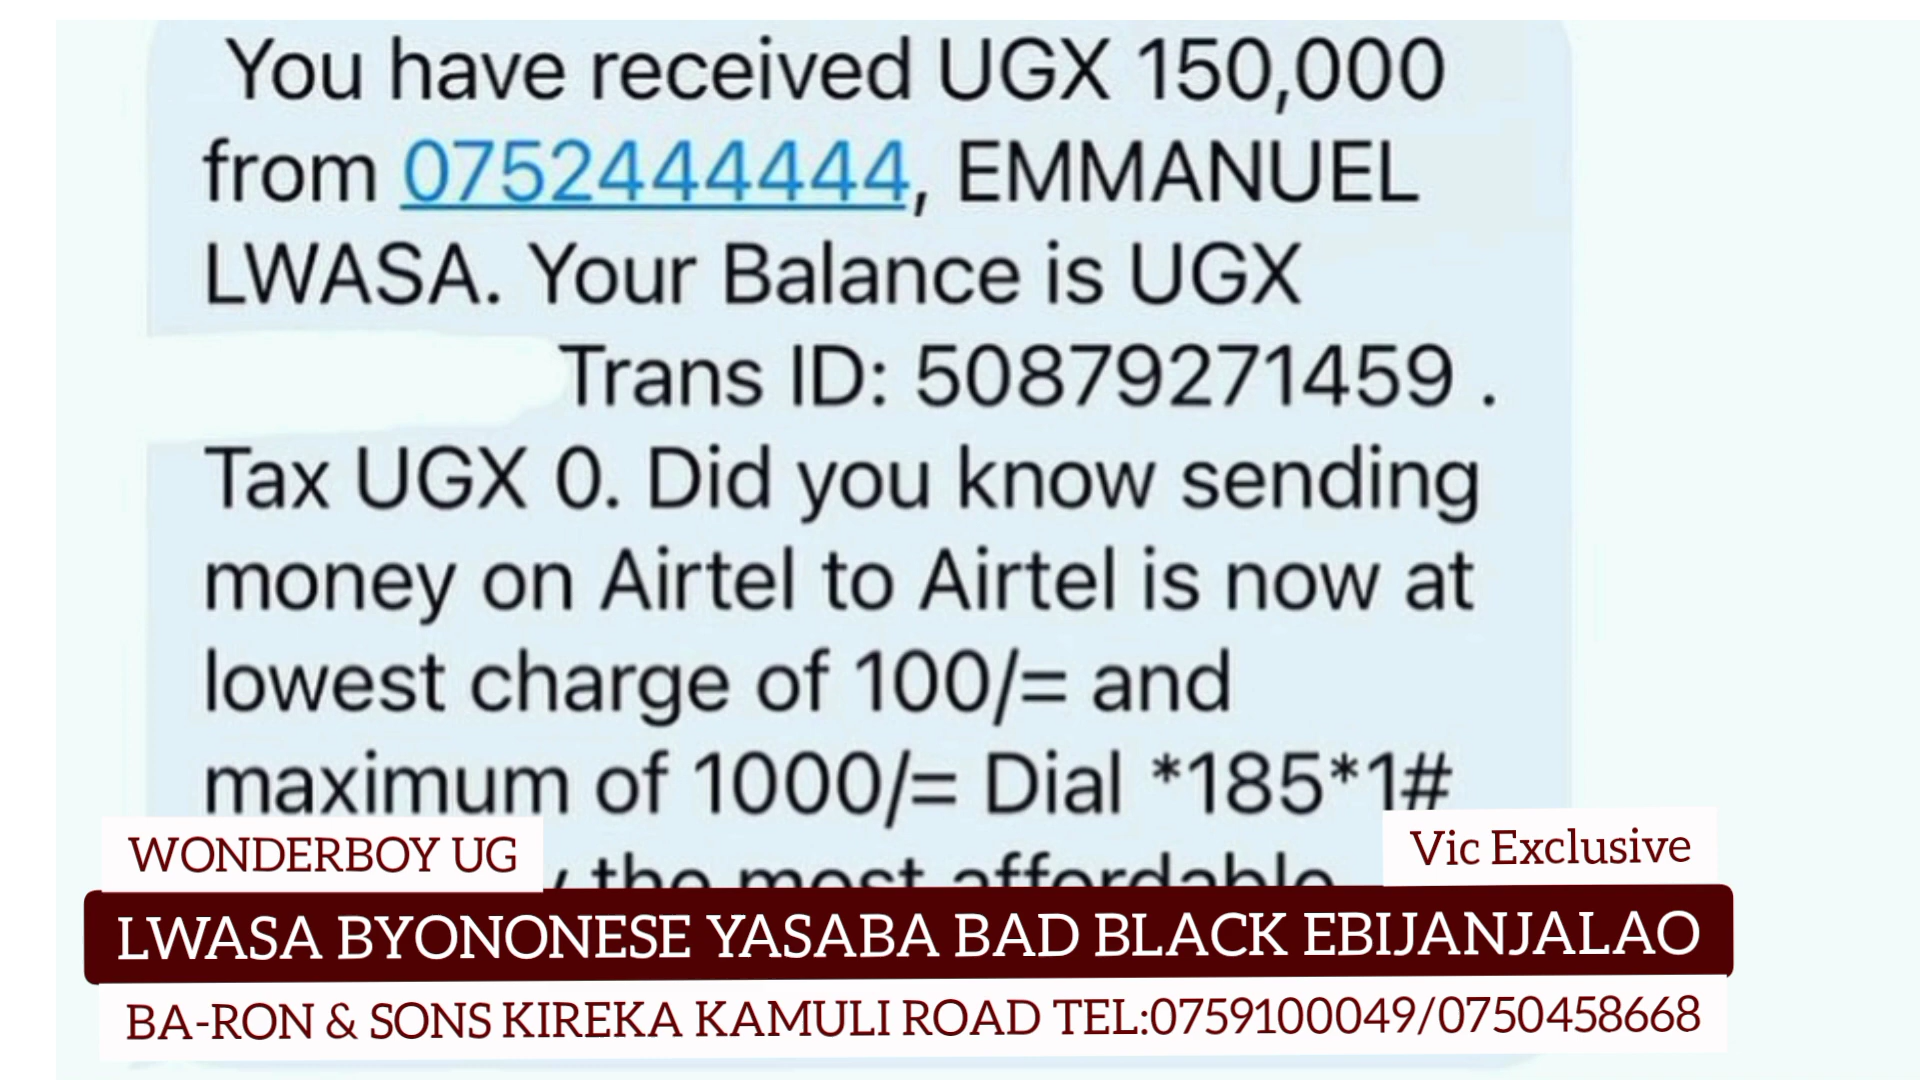 You have received UGX 150,000
from 0752444444, EMMANUEL
LWASA. Your Balance is UGX
Trans ID: 50879271459 .
Tax UGX 0. Did you know sending
money on Airtel to Airtel is now at
lowest charge of 100/= and
maximum of 1000/= Dial *185*1#
the most affordable
WONDERBOY UG
Vic Exclusive
LWASA BYONONESE YASABA BAD BLACK EBIJANJALAO
BA-RON & SONS KIREKA KAMULI ROAD TEL:0759100049/0750458668